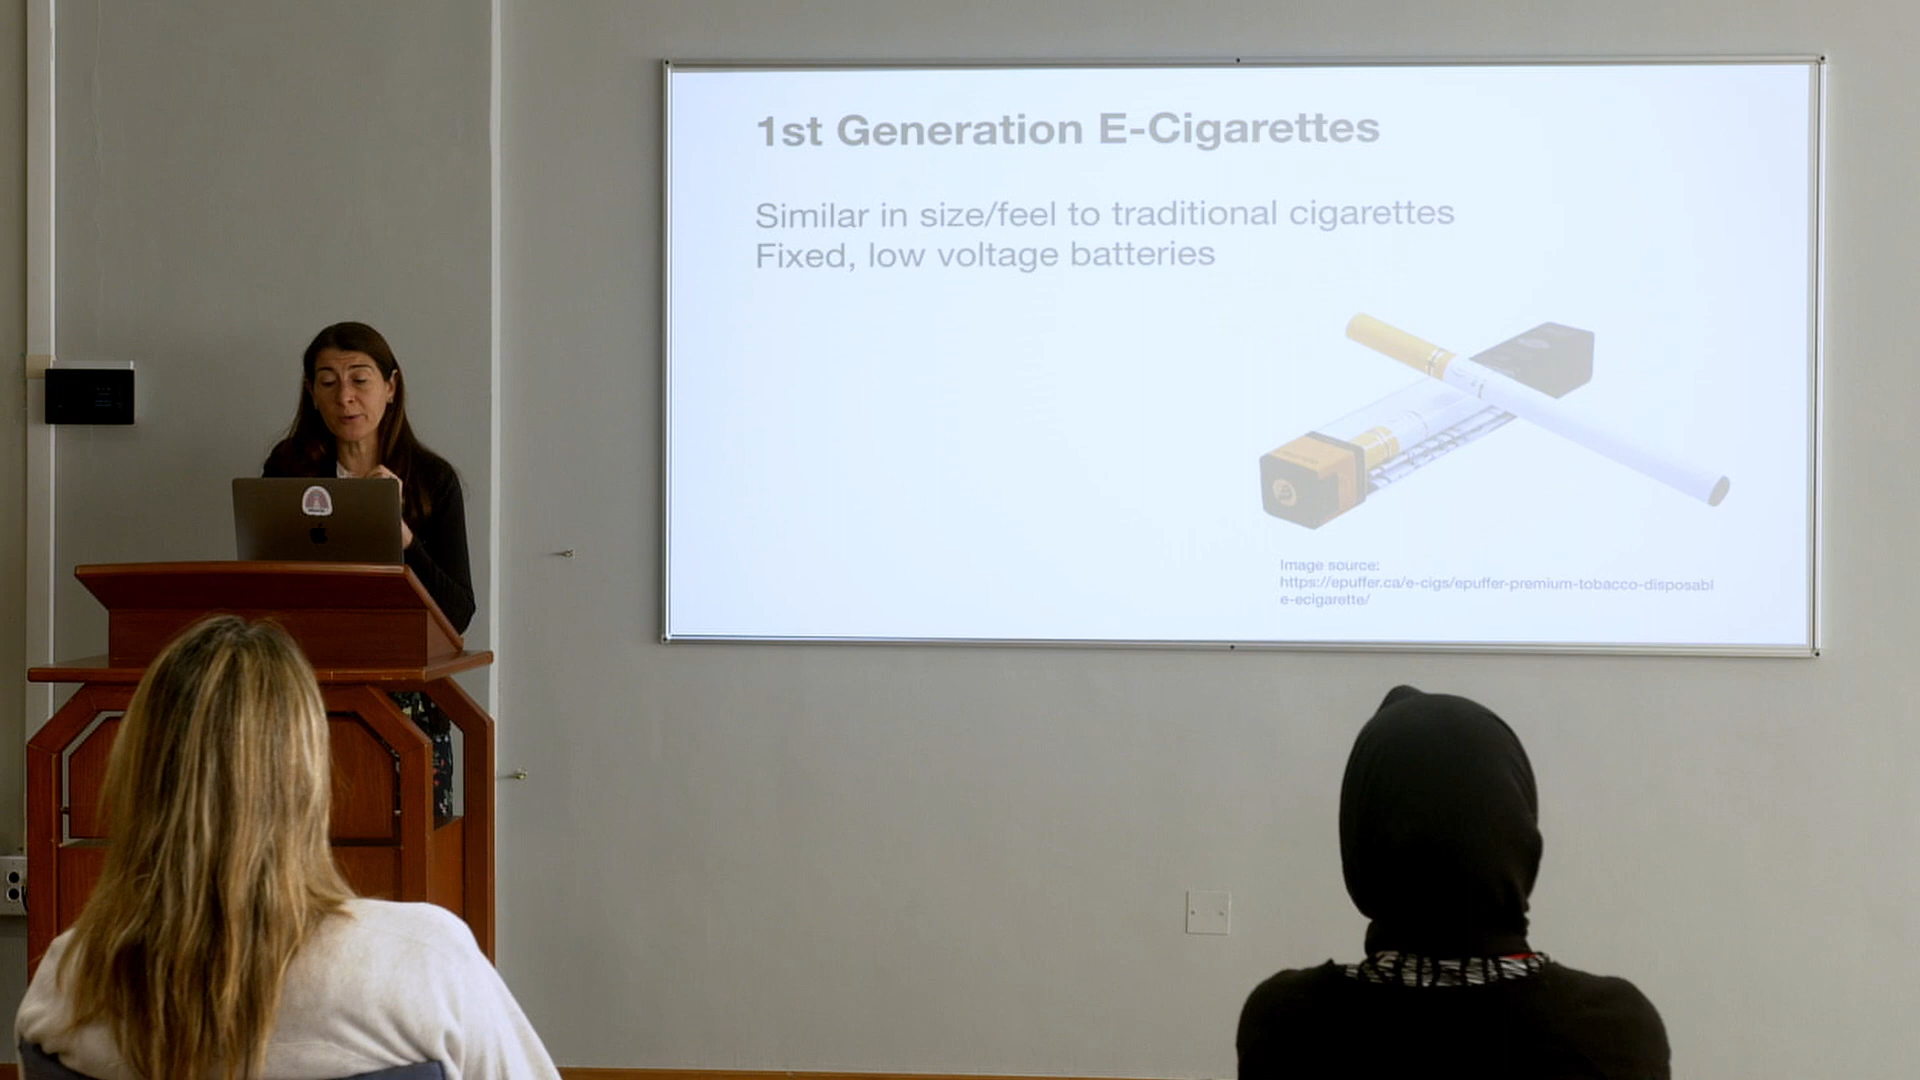 1st Generation E-Cigarettes
Similar in size/feel to traditional cigarettes
Fixed, low voltage batteries
Image source:
https://epuffer.ca/e-cigs/epuffer-premium-tobacco-disposabl
e-ecigarette/